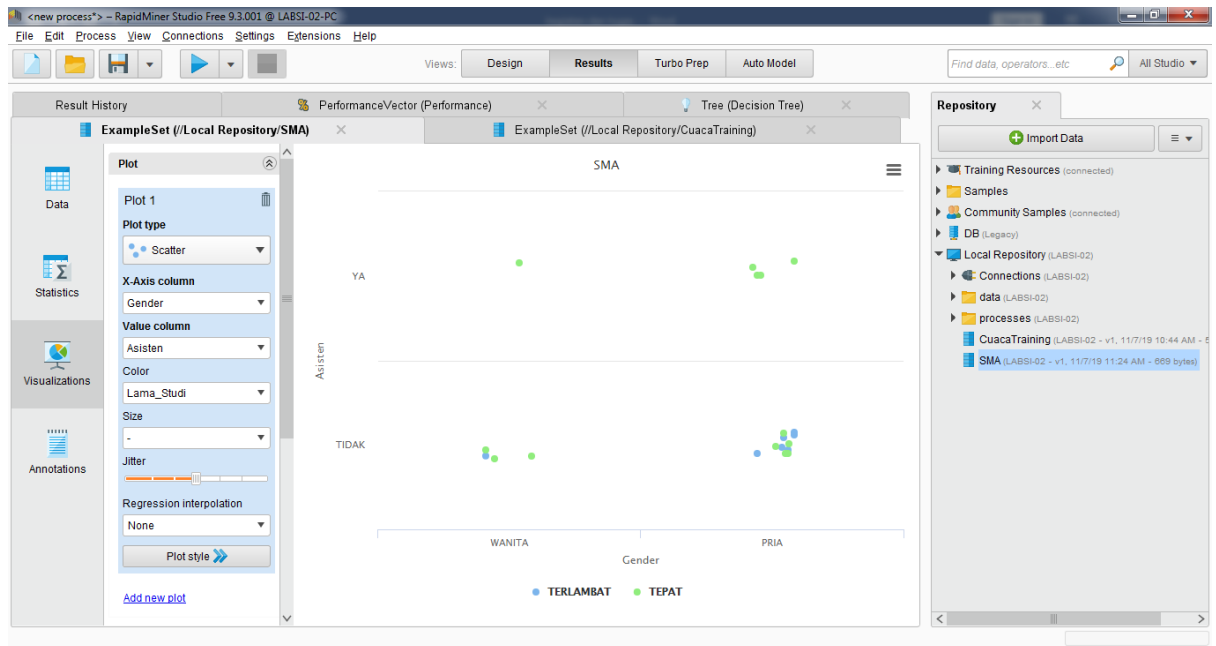 <new process*> – RapidMiner Studio Free 9.3.001 @ LABSI-02-PC
File Edit Process View Connections Settings Extensions Help
Views: Design Results Turbo Prep Auto Model
Find data, operators...etc
All Studio
Result History
PerformanceVector (Performance)
Tree (Decision Tree)
ExampleSet (//Local Repository/SMA)
ExampleSet (//Local Repository/CuacaTraining)
Data
Statistics
Visualizations
Annotations
Plot
Plot 1
Plot type
Scatter
X-Axis column
Gender
Value column
Asisten
Color
Lama_Studi
Size
-
Jitter
Regression interpolation
None
Plot style
Add new plot
SMA
YA
Asisten
TIDAK
WANITA
PRIA
Gender
TERLAMBAT
TEPAT
Repository
Import Data
Training Resources (connected)
Samples
Community Samples (connected)
DB (Legacy)
Local Repository (LABSI-02)
Connections (LABSI-02)
data (LABSI-02)
processes (LABSI-02)
CuacaTraining (LABSI-02 - v1, 11/7/19 10:44 AM -
SMA (LABSI-02 - v1, 11/7/19 11:24 AM - 669 bytes)